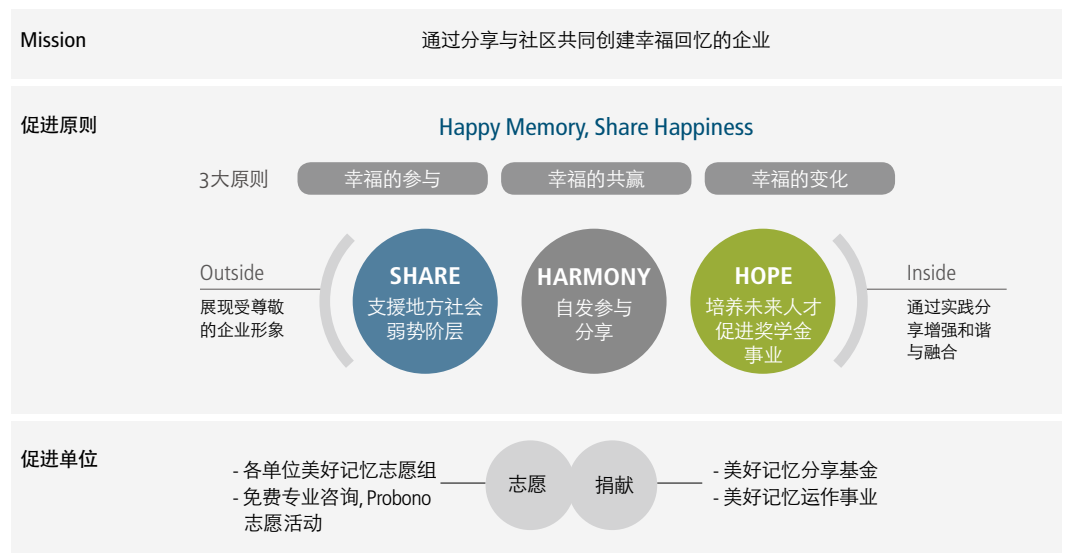 Mission
通过分享与社区共同创建幸福回忆的企业
促进原则
Happy Memory, Share Happiness
3大原则
幸福的参与
幸福的共赢
幸福的变化
Outside
展现受尊敬
的企业形象
SHARE
支援地方社会
弱势阶层
HARMONY
自发参与
分享
HOPE
培养未来人才
促进奖学金
事业
Inside
通过实践分
享增强和谐
与融合
促进单位
- 各单位美好记忆志愿组
- 免费专业咨询, Probono
志愿活动
志愿
捐献
- 美好记忆分享基金
- 美好记忆运作事业